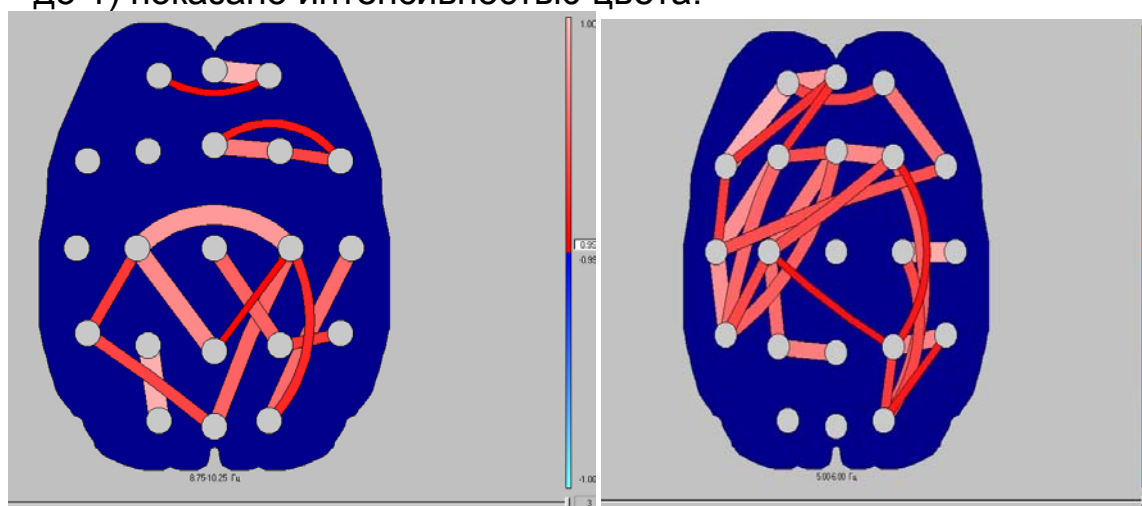 до 1) показано интенсивностью цвета.
1.00
0.95
-0.95
-1.00
3
8.75-10.25 Гц
5.00-6.00 Гц